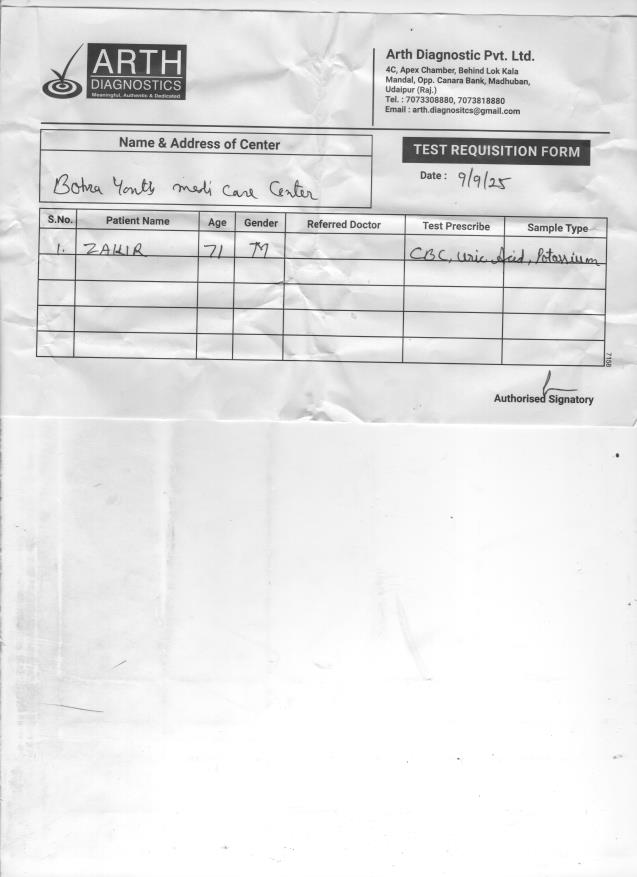 ARTH
DIAGNOSTICS
Meaningful, Authentic & Dedicated
Arth Diagnostic Pvt. Ltd.
4C, Apex Chamber, Behind Lok Kala
Mandal, Opp. Canara Bank, Madhuban,
Udaipur (Raj.)
Tel. : 7073308880, 7073818880
Email : arth.diagnositcs@gmail.com
Name & Address of Center
TEST REQUISITION FORM
Date : 9/9/25
Bohra Youth medi care Center
S.No. Patient Name Age Gender Referred Doctor Test Prescribe Sample Type
1. ZAKIR 71 M CBC, Uric Acid, Potassium
7158
Authorised Signatory